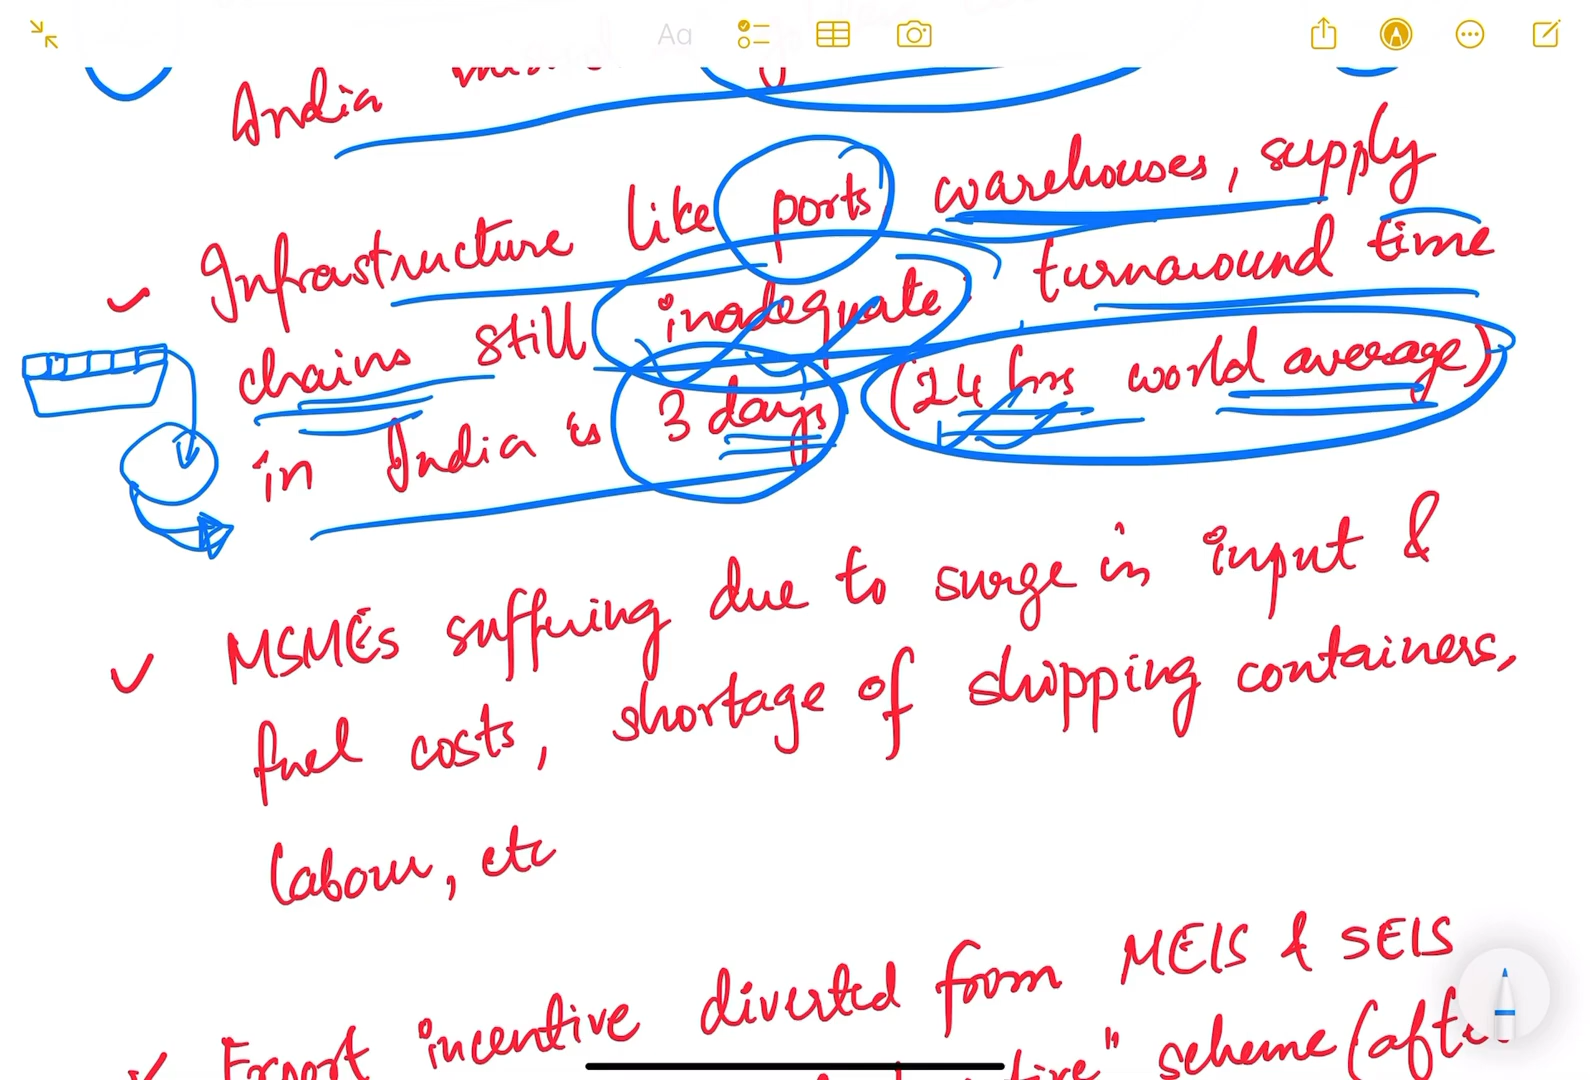 Aa
India
Infrastructure like ports, warehouses, supply
chains still inadequate; turnaround time
in India is 3 days (24 hrs world average)
MSMEs suffering due to surge in input &
fuel costs, shortage of shipping containers,
labour, etc
Export incentive diverted from MEIS & SEIS
" scheme (after